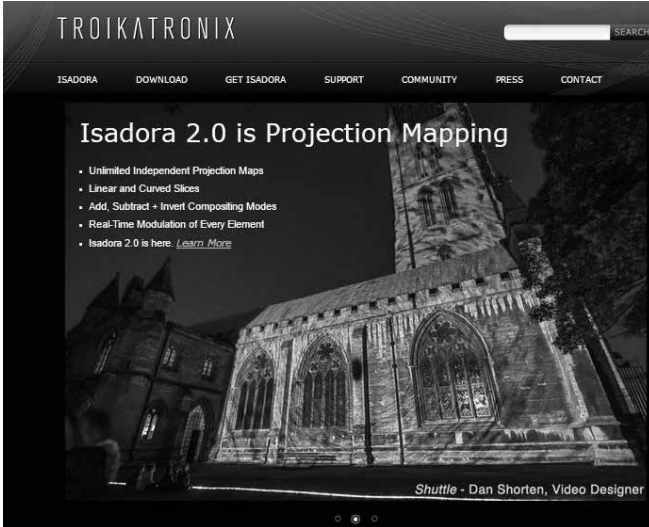 TROIKATRONIX
SEARCH
ISADORA DOWNLOAD GET ISADORA SUPPORT COMMUNITY PRESS CONTACT
Isadora 2.0 is Projection Mapping
▪ Unlimited Independent Projection Maps
▪ Linear and Curved Slices
▪ Add, Subtract + Invert Compositing Modes
▪ Real-Time Modulation of Every Element
▪ Isadora 2.0 is here. Learn More
Shuttle - Dan Shorten, Video Designer